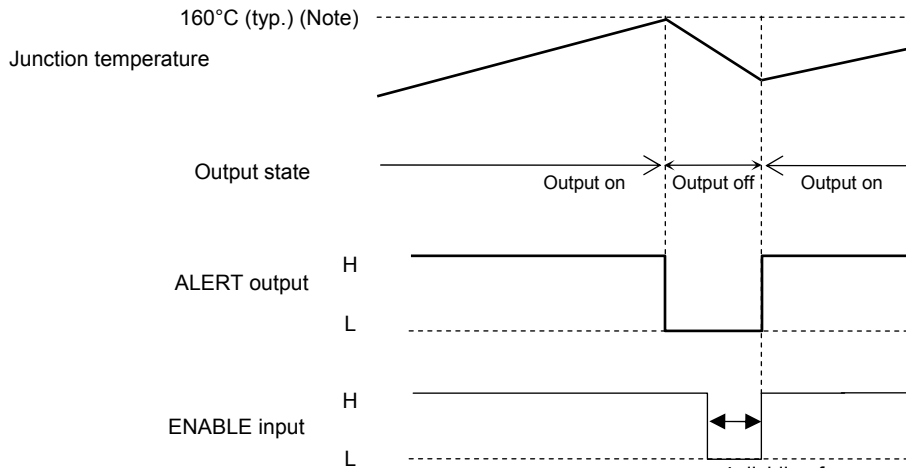 160°C (typ.) (Note)
Junction temperature
Output state
Output on
Output off
Output on
ALERT output
H
L
ENABLE input
H
L